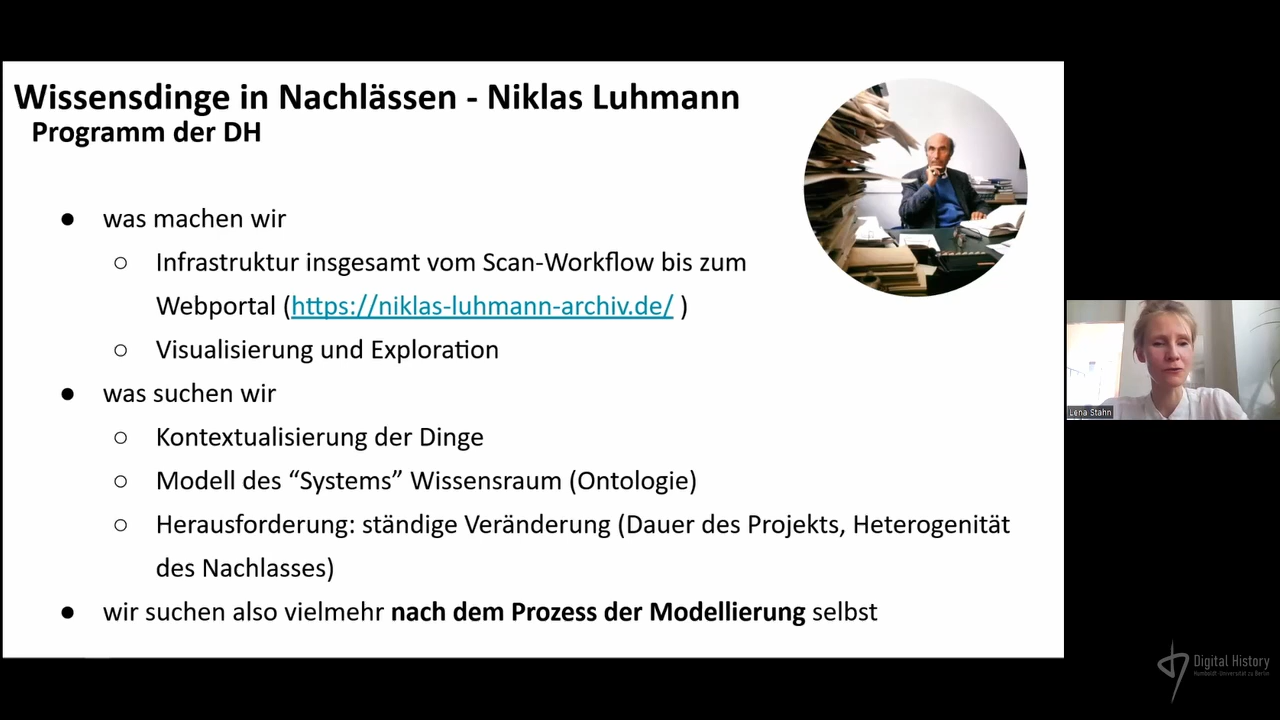 Wissensdinge in Nachlässen - Niklas Luhmann
Programm der DH
● was machen wir
○ Infrastruktur insgesamt vom Scan-Workflow bis zum
Webportal (https://niklas-luhmann-archiv.de/ )
○ Visualisierung und Exploration
● was suchen wir
○ Kontextualisierung der Dinge
○ Modell des “Systems” Wissensraum (Ontologie)
○ Herausforderung: ständige Veränderung (Dauer des Projekts, Heterogenität
des Nachlasses)
● wir suchen also vielmehr nach dem Prozess der Modellierung selbst
Lena Stahn
Digital History
Humboldt-Universität zu Berlin